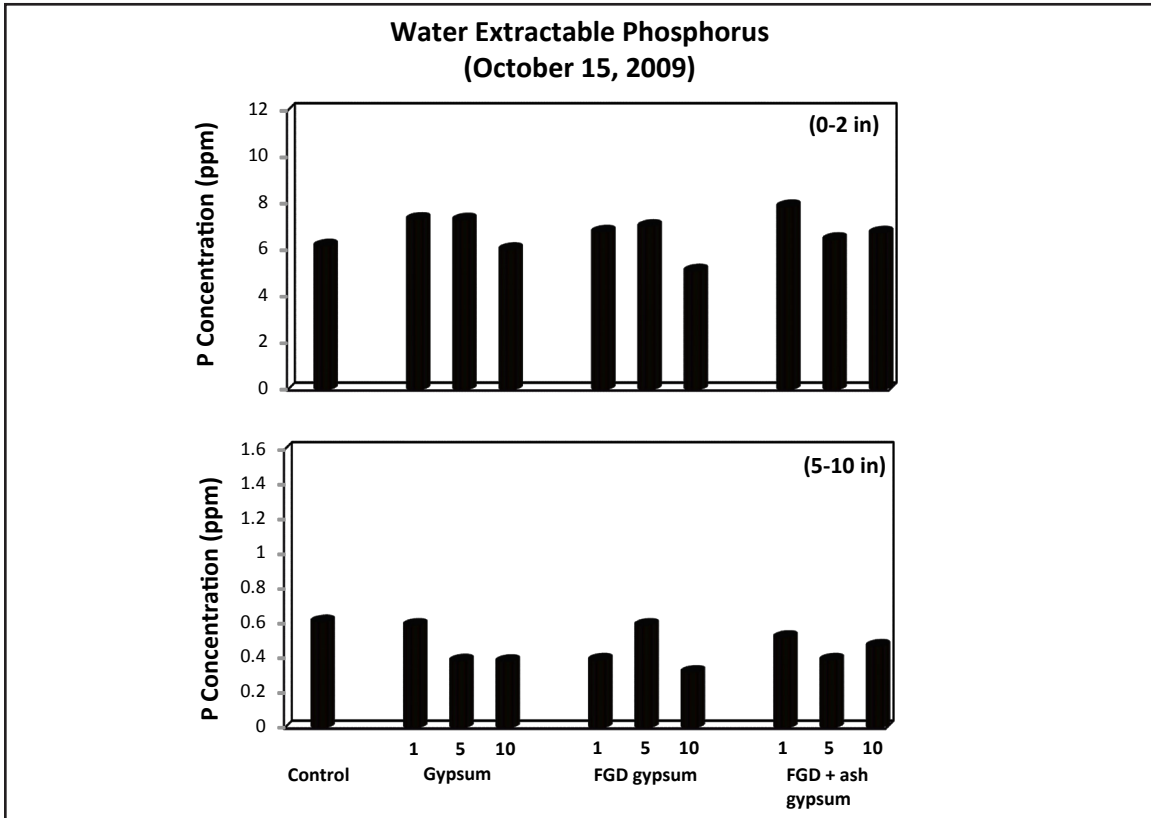 Water Extractable Phosphorus
(October 15, 2009)
(0-2 in)
P Concentration (ppm)
12
10
8
6
4
2
0
(5-10 in)
P Concentration (ppm)
1.6
1.4
1.2
1
0.8
0.6
0.4
0.2
0
1 5 10 1 5 10 1 5 10
Control Gypsum FGD gypsum FGD + ash
gypsum